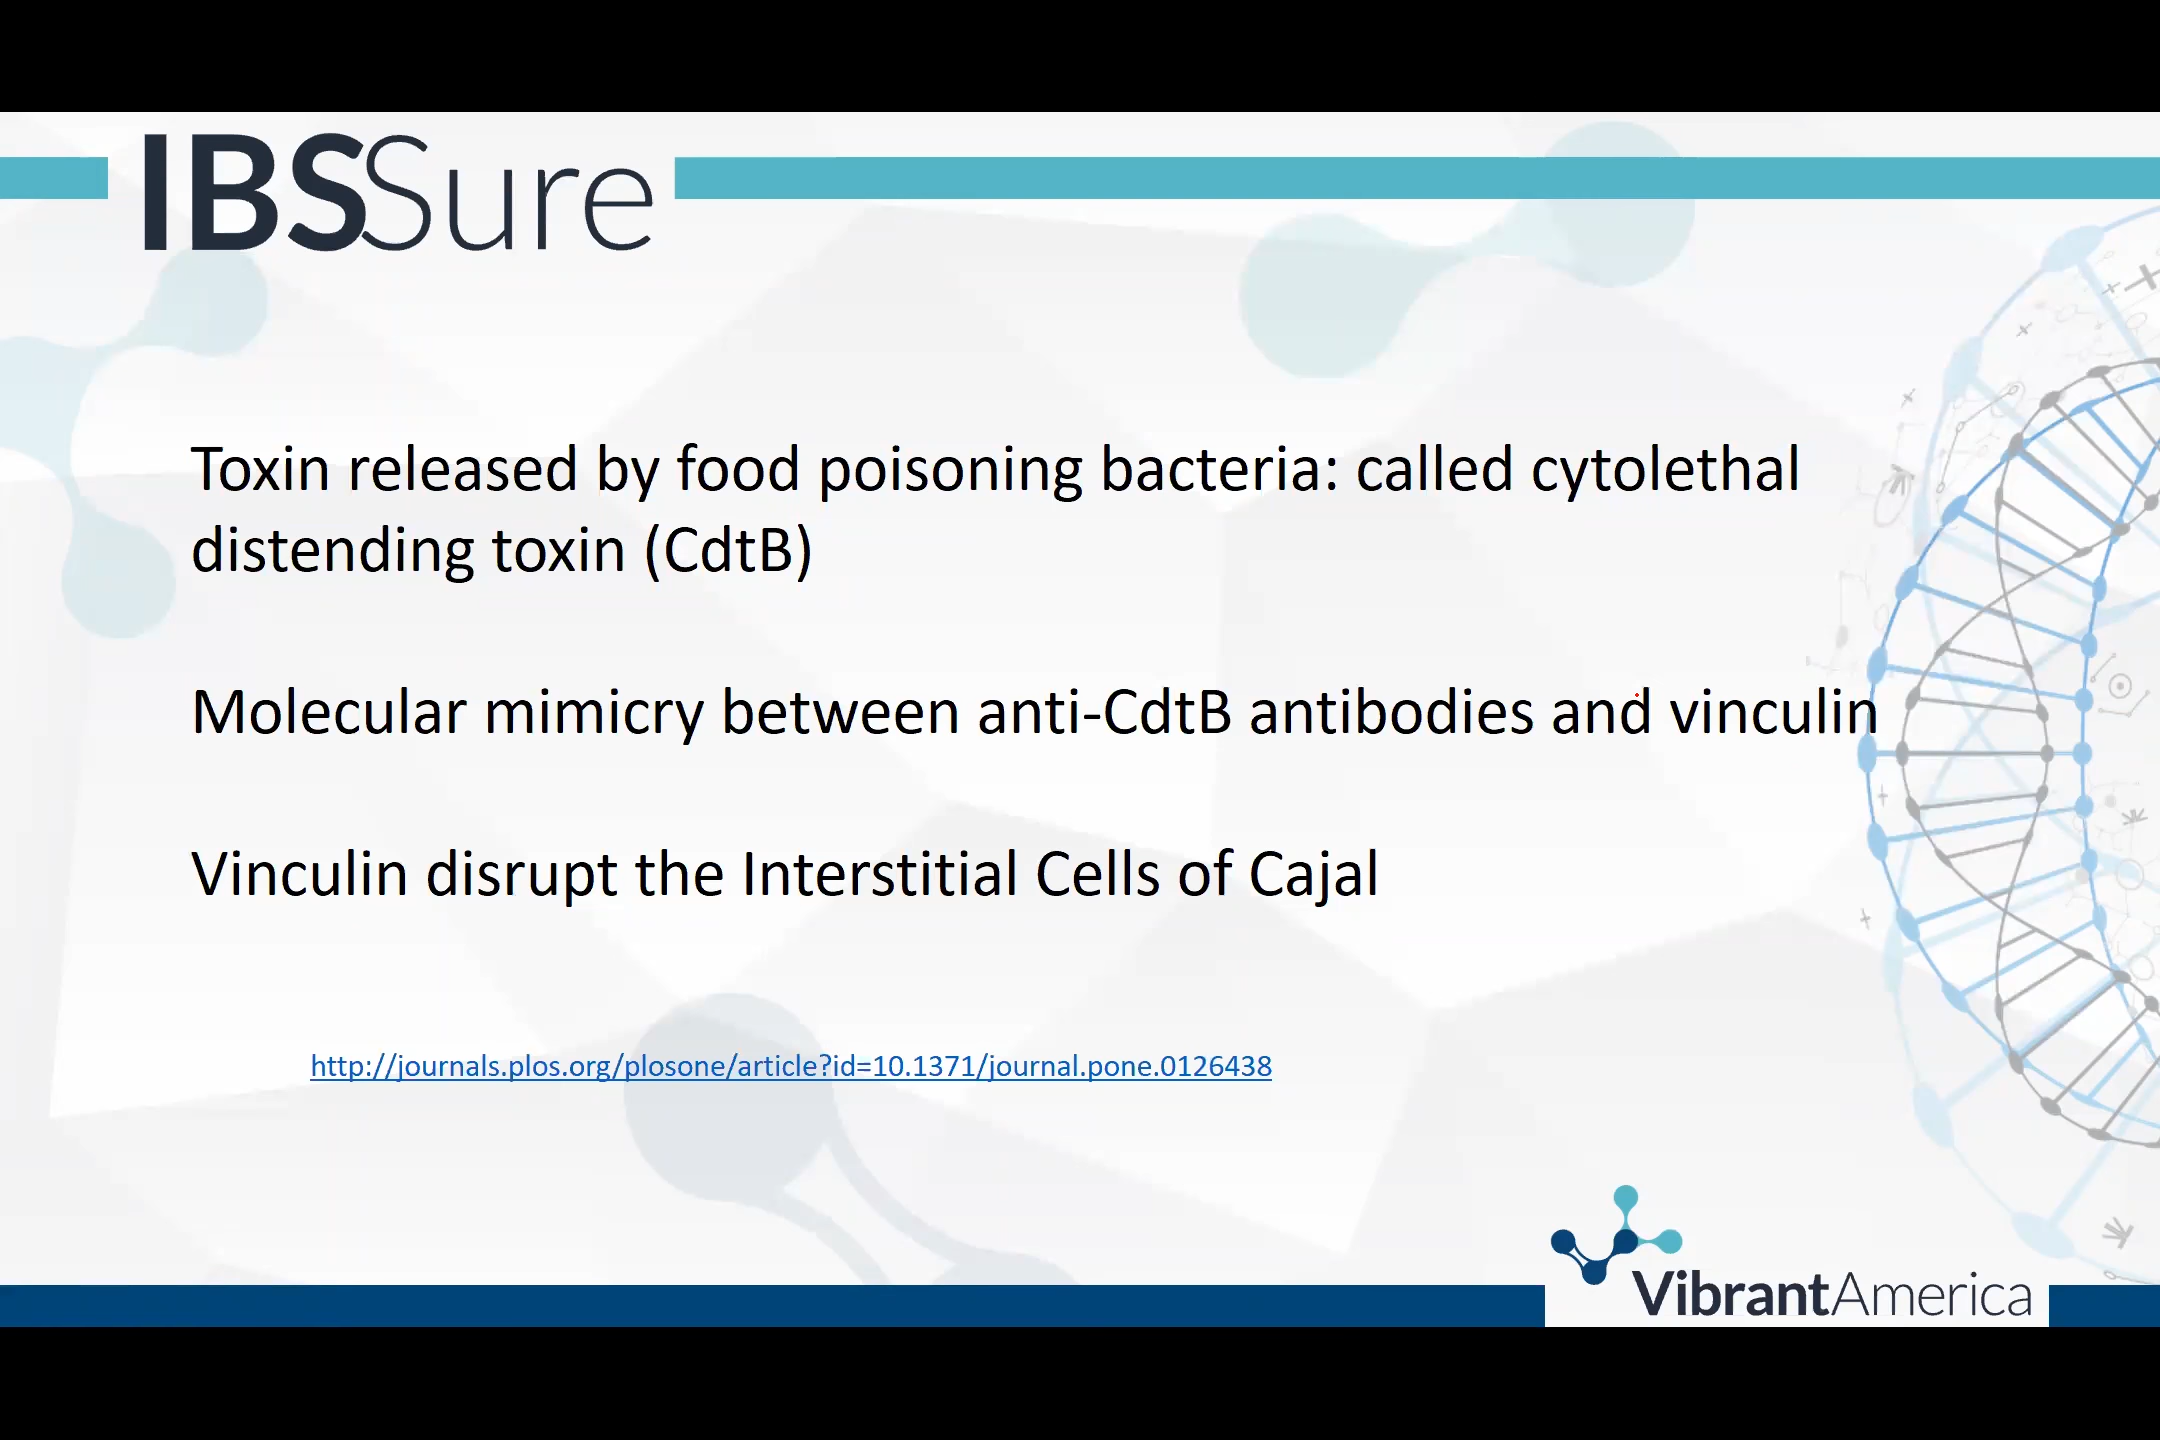 IBSSure
Toxin released by food poisoning bacteria: called cytolethal
distending toxin (CdtB)
Molecular mimicry between anti-CdtB antibodies and vinculin
Vinculin disrupt the Interstitial Cells of Cajal
http://journals.plos.org/plosone/article?id=10.1371/journal.pone.0126438
VibrantAmerica